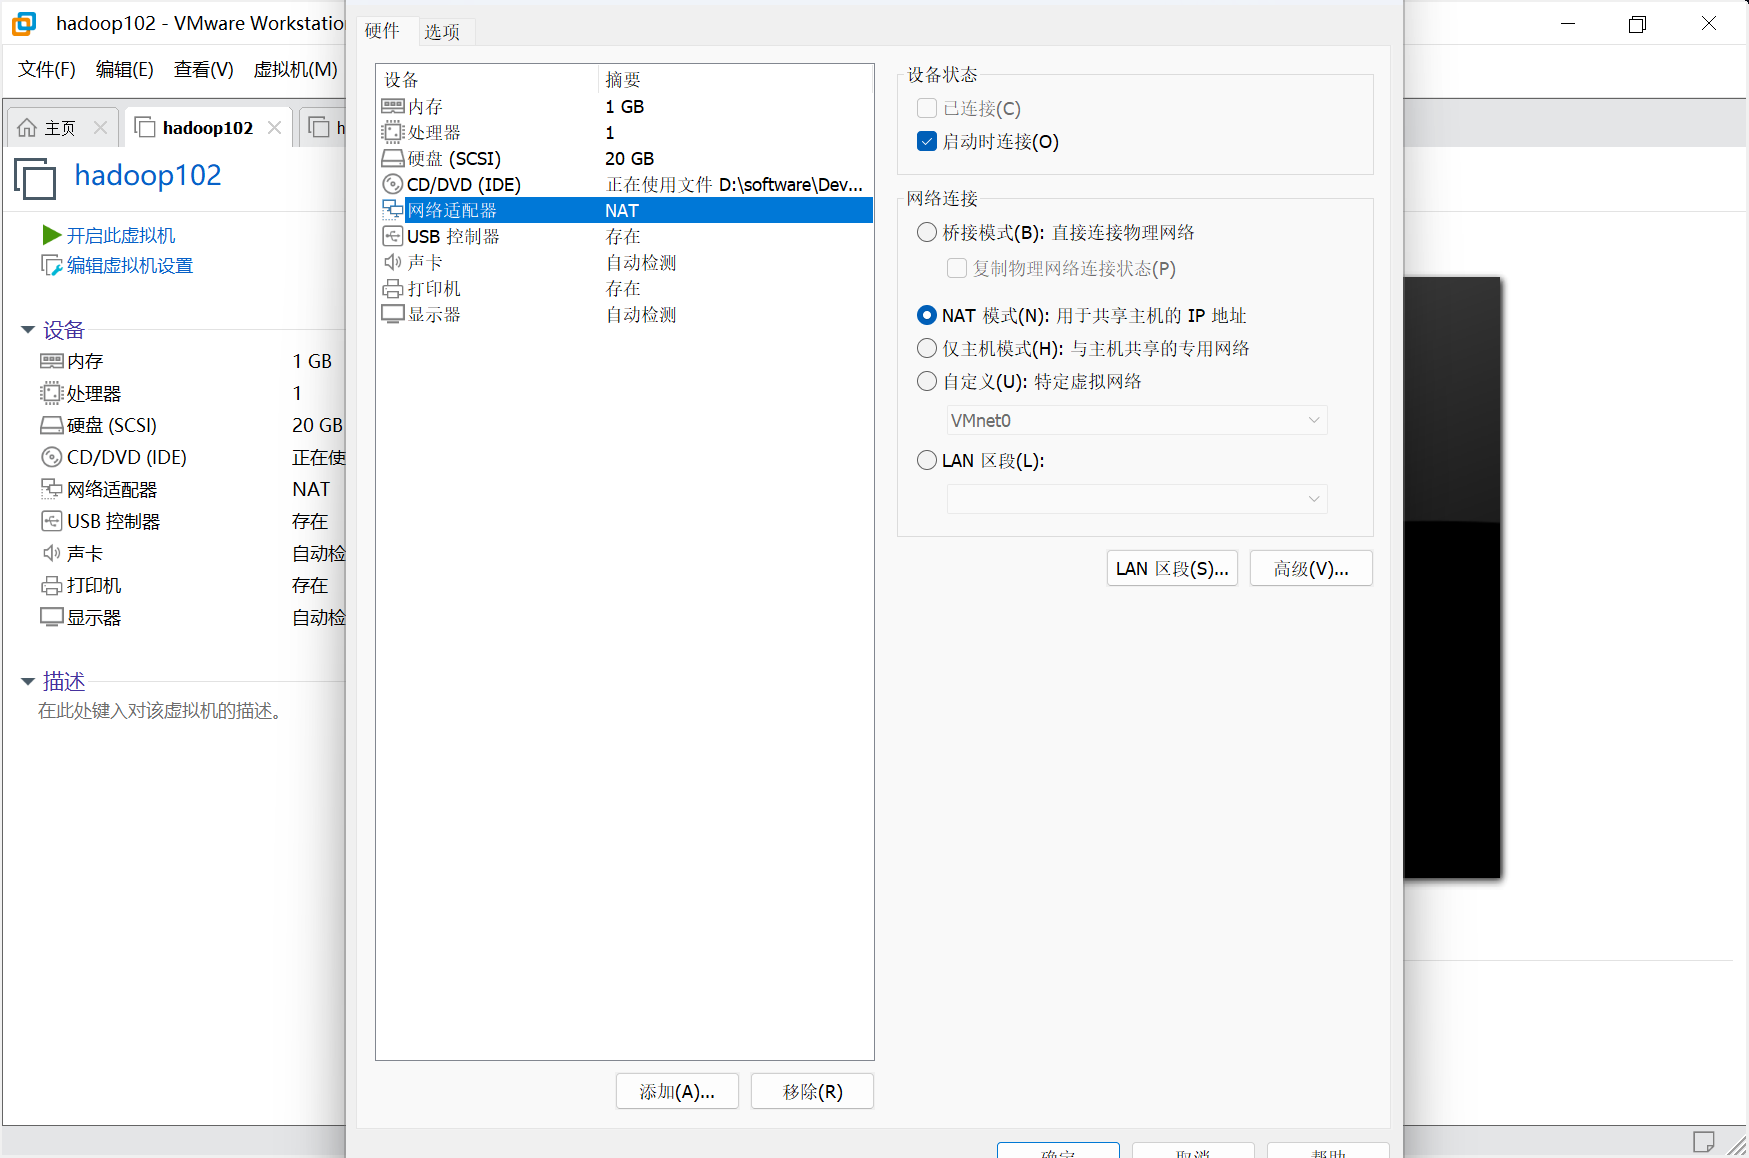 hadoop102 - VMware Workstatio
文件(F) 编辑(E) 查看(V) 虚拟机(M)
主页 hadoop102 h
hadoop102
开启此虚拟机
编辑虚拟机设置
设备
内存 1 GB
处理器 1
硬盘 (SCSI) 20 GB
CD/DVD (IDE) 正在使
网络适配器 NAT
USB 控制器 存在
声卡 自动检
打印机 存在
显示器 自动检
描述
在此处键入对该虚拟机的描述。
硬件 选项
设备 摘要
内存 1 GB
处理器 1
硬盘 (SCSI) 20 GB
CD/DVD (IDE) 正在使用文件 D:\software\Dev...
网络适配器 NAT
USB 控制器 存在
声卡 自动检测
打印机 存在
显示器 自动检测
添加(A)... 移除(R)
设备状态
已连接(C)
启动时连接(O)
网络连接
桥接模式(B): 直接连接物理网络
复制物理网络连接状态(P)
NAT 模式(N): 用于共享主机的 IP 地址
仅主机模式(H): 与主机共享的专用网络
自定义(U): 特定虚拟网络
VMnet0
LAN 区段(L):
LAN 区段(S)... 高级(V)...
确定 取消 帮助